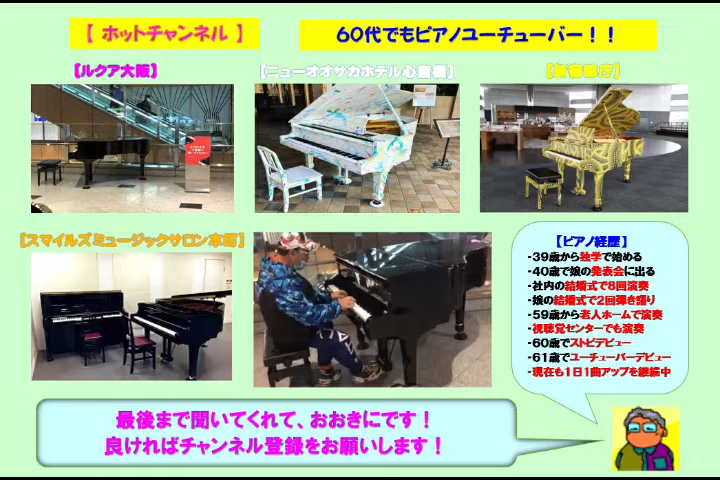 【 ホットチャンネル 】
60代でもピアノユーチューバー！！
【ルクア大阪】
【ニューオオサカホテル心斎橋】
【新宿都庁】
【スマイルズミュージックサロン本町】
【ピアノ経歴】
・39歳から独学で始める
・40歳で娘の発表会に出る
・社内の結婚式で8回演奏
・娘の結婚式で2回弾き語り
・59歳から老人ホームで演奏
・視聴覚センターでも演奏
・60歳でストピデビュー
・61歳でユーチューバーデビュー
・現在も1日1曲アップを継続中
最後まで聞いてくれて、おおきにです！
良ければチャンネル登録をお願いします！